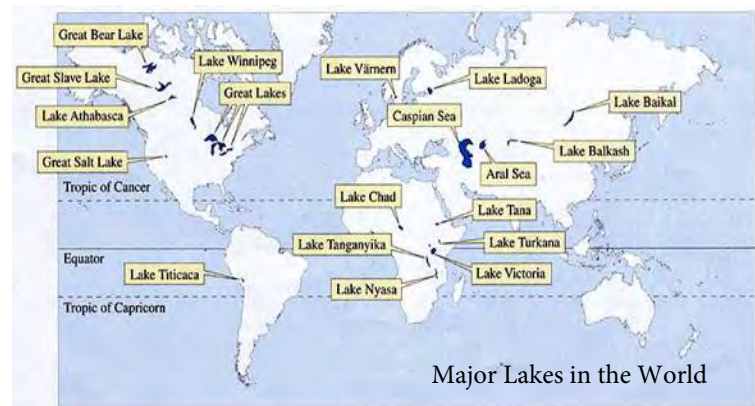 Great Bear Lake
Lake Winnipeg
Great Slave Lake
Great Lakes
Lake Athabasca
Great Salt Lake
Tropic of Cancer
Lake Värnern
Lake Ladoga
Caspian Sea
Lake Baikal
Lake Balkash
Aral Sea
Lake Chad
Lake Tana
Lake Tanganyika
Lake Turkana
Equator
Lake Victoria
Lake Titicaca
Lake Nyasa
Tropic of Capricorn
Major Lakes in the World